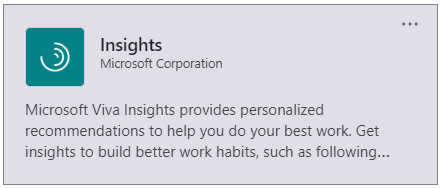 Insights
Microsoft Corporation
Microsoft Viva Insights provides personalized
recommendations to help you do your best work. Get
insights to build better work habits, such as following...